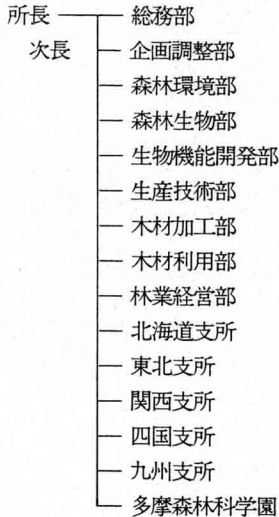 所長 総務部
次長 企画調整部
森林環境部
森林生物部
生物機能開発部
生産技術部
木材加工部
木材利用部
林業経営部
北海道支所
東北支所
関西支所
四国支所
九州支所
多摩森林科学園